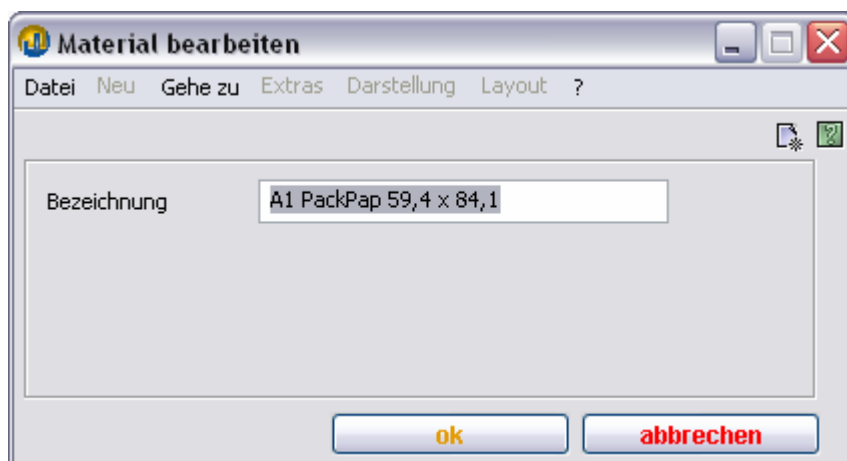 Material bearbeiten
Datei Neu Gehe zu Extras Darstellung Layout ?
Bezeichnung A1 PackPap 59,4 x 84,1
ok abbrechen